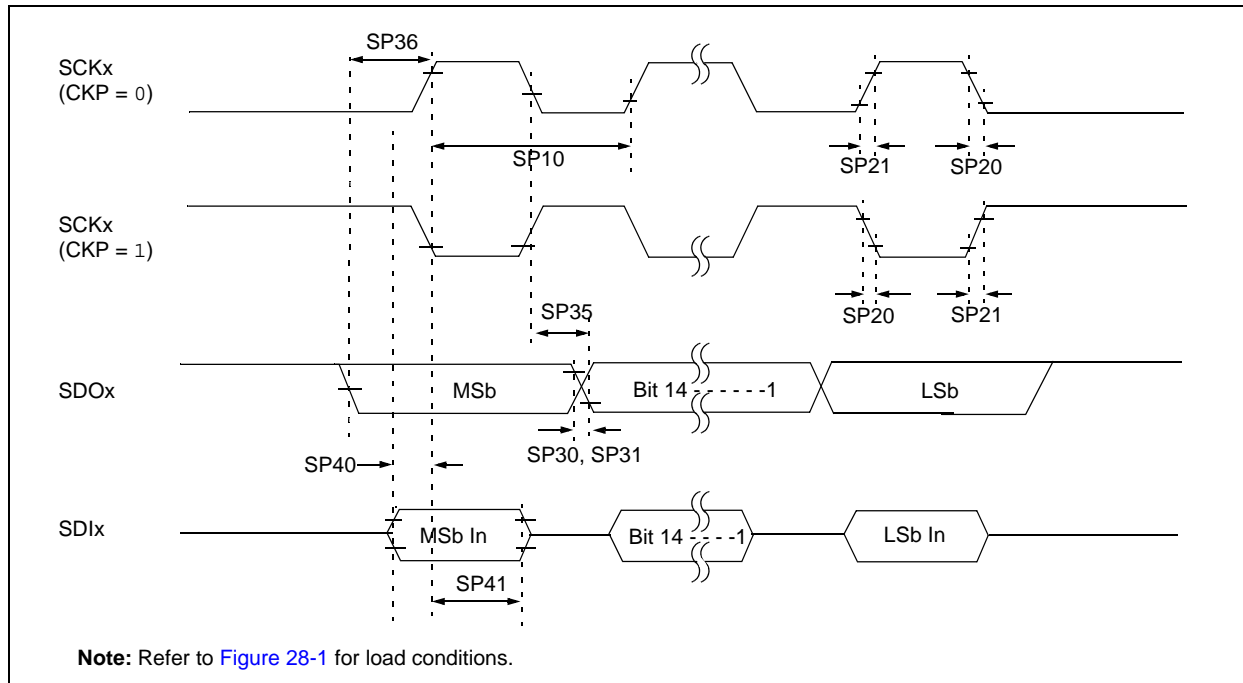 SP36
SCKx
(CKP = 0)
SP10
SP21
SP20
SCKx
(CKP = 1)
SP35
SP20
SP21
SDOx
MSb
Bit 14 - - - - - -1
LSb
SP30, SP31
SP40
SDIx
MSb In
Bit 14 - - - - -1
LSb In
SP41
Note: Refer to Figure 28-1 for load conditions.